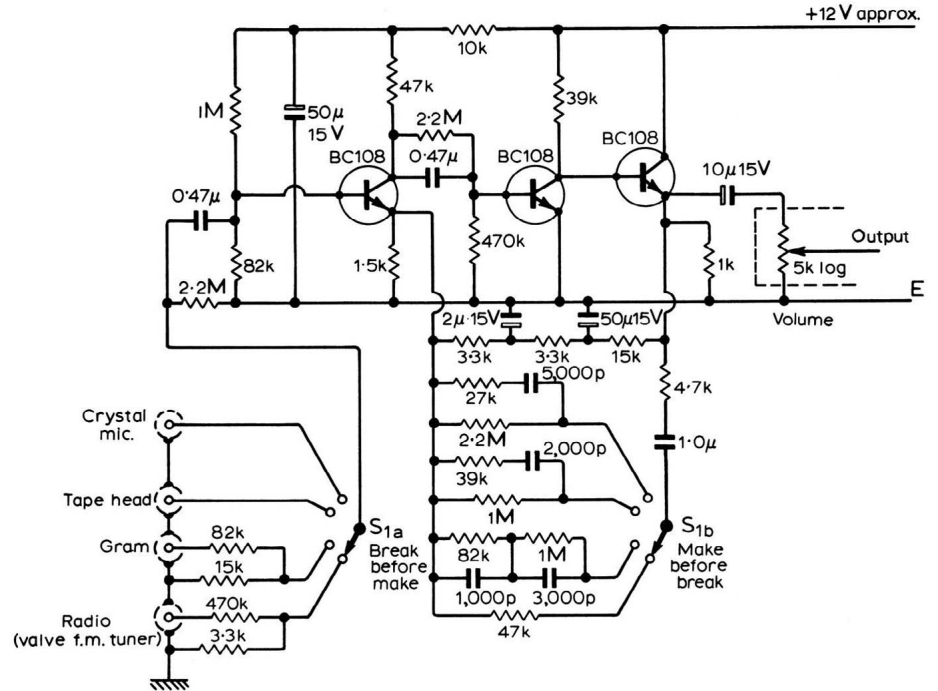 +12V approx.
10k
1M
50µ
15V
47k
2·2M
39k
BC108
0·47µ
BC108
BC108
10µ15V
0·47µ
82k
1·5k
470k
1k
5k log
Output
2·2M
E
2µ·15V
50µ15V
Volume
3·3k
3·3k
15k
5,000p
27k
4·7k
Crystal
mic.
2·2M
2,000p
1·0µ
39k
Tape head
1M
S1a
Break
before
make
S1b
Make
before
break
Gram
82k
15k
82k
1M
1,000p
3,000p
Radio
(valve f.m. tuner)
470k
3·3k
47k